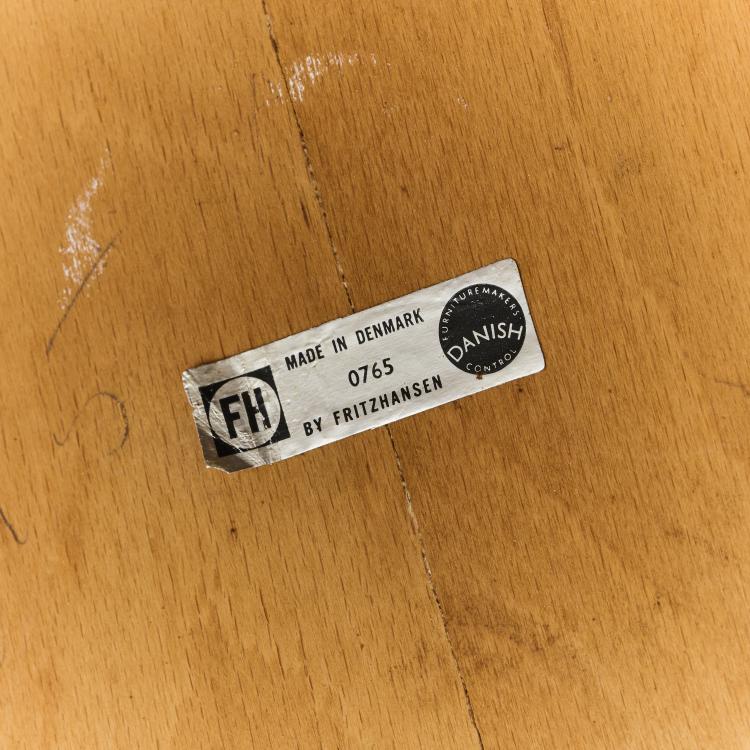 FH
MADE IN DENMARK
0765
BY FRITZHANSEN
FURNITUREMAKERS
DANISH
CONTROL